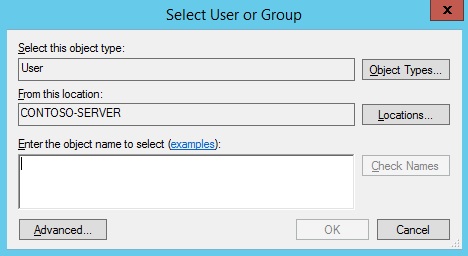 Select User or Group
x
Select this object type:
User
Object Types...
From this location:
CONTOSO-SERVER
Locations...
Enter the object name to select (examples):
Check Names
Advanced...
OK
Cancel